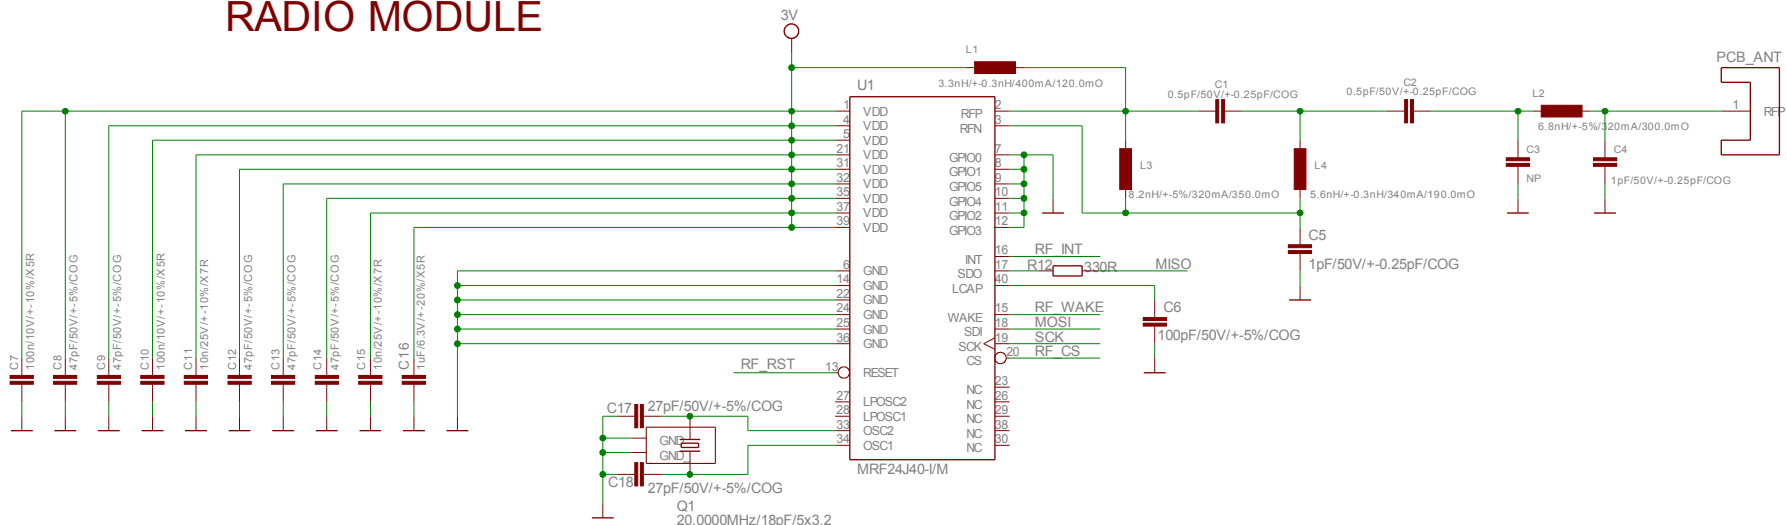 RADIO MODULE
3V
L1
3.3nH/+-0.3nH/400mA/120.0mO
C1
0.5pF/50V/+-0.25pF/COG
C2
0.5pF/50V/+-0.25pF/COG
L2
6.8nH/+-5%/320mA/300.0mO
PCB_ANT
1
RFP
C3
NP
C4
1pF/50V/+-0.25pF/COG
L3
8.2nH/+-5%/320mA/350.0mO
L4
5.6nH/+-0.3nH/340mA/190.0mO
C5
1pF/50V/+-0.25pF/COG
U1
1 VDD
4 VDD
5 VDD
21 VDD
31 VDD
32 VDD
35 VDD
37 VDD
39 VDD
6 GND
14 GND
22 GND
24 GND
25 GND
36 GND
RF_RST 13 RESET
27 LPOSC2
28 LPOSC1
33 OSC2
34 OSC1
RFP 2
RFN 3
GPIO0 7
GPIO1 8
GPIO5 9
GPIO4 10
GPIO2 11
GPIO3 12
INT 16 RF_INT
SDO 17 R12 330R MISO
LCAP 40
WAKE 15 RF_WAKE
SDI 18 MOSI
SCK 19 SCK
CS 20 RF_CS
NC 23
NC 26
NC 29
NC 38
NC 30
MRF24J40-I/M
C6
100pF/50V/+-5%/COG
C7 100n/10V/+-10%/X5R
C8 47pF/50V/+-5%/COG
C9 47pF/50V/+-5%/COG
C10 100n/10V/+-10%/X5R
C11 10n/25V/+-10%/X7R
C12 47pF/50V/+-5%/COG
C13 47pF/50V/+-5%/COG
C14 47pF/50V/+-5%/COG
C15 10n/25V/+-10%/X7R
C16 1uF/6.3V/+-20%/X5R
C17 27pF/50V/+-5%/COG
GND
GND
C18 27pF/50V/+-5%/COG
Q1
20.0000MHz/18pF/5x3.2